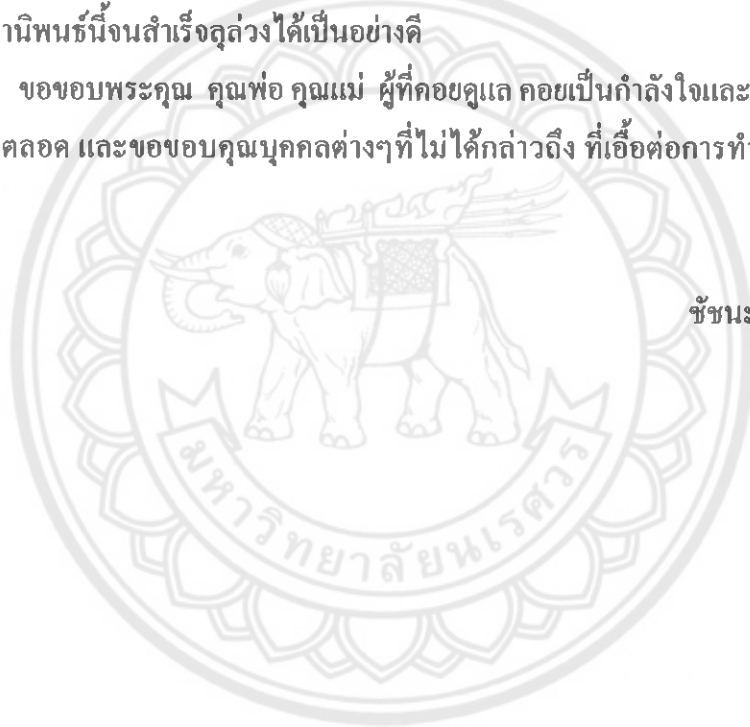 านิพนธ์นี้จนสำเร็จลุล่วงได้เป็นอย่างดี
ขอขอบพระคุณ คุณพ่อ คุณแม่ ผู้ที่คอยดูแล คอยเป็นกำลังใจและ
ตลอด และขอขอบคุณบุคคลต่างๆที่ไม่ได้กล่าวถึง ที่เอื้อต่อการทำ
ชัชนะ
มหาวิทยาลัยนเรศวร